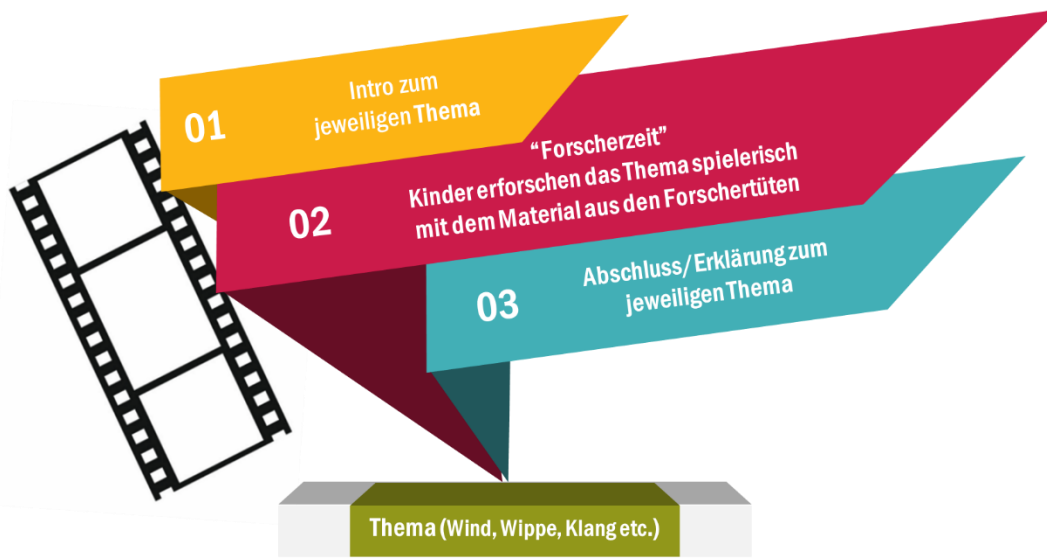 01
Intro zum
jeweiligen Thema
02
“Forscherzeit”
Kinder erforschen das Thema spielerisch
mit dem Material aus den Forschertüten
03
Abschluss/Erklärung zum
jeweiligen Thema
Thema (Wind, Wippe, Klang etc.)